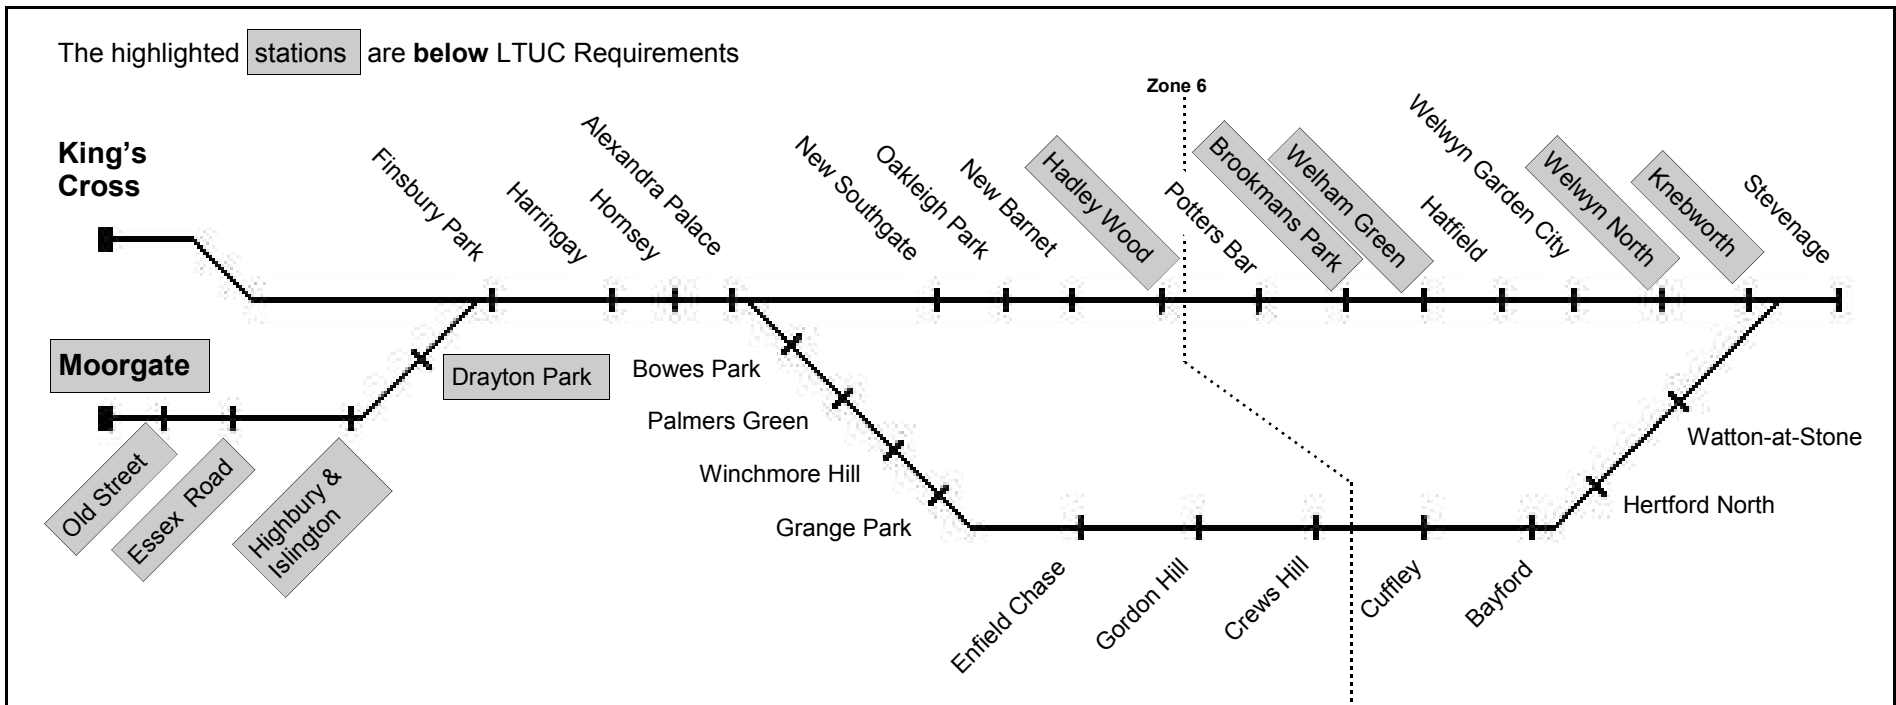 The highlighted stations are below LTUC Requirements
Zone 6
King's
Cross
Finsbury Park
Harringay
Hornsey
Alexandra Palace
New Southgate
Oakleigh Park
New Barnet
Hadley Wood
Potters Bar
Brookmans Park
Welham Green
Hatfield
Welwyn Garden City
Welwyn North
Knebworth
Stevenage
Moorgate
Drayton Park
Old Street
Essex Road
Highbury &
Islington
Bowes Park
Palmers Green
Winchmore Hill
Grange Park
Enfield Chase
Gordon Hill
Crews Hill
Cuffley
Bayford
Hertford North
Watton-at-Stone